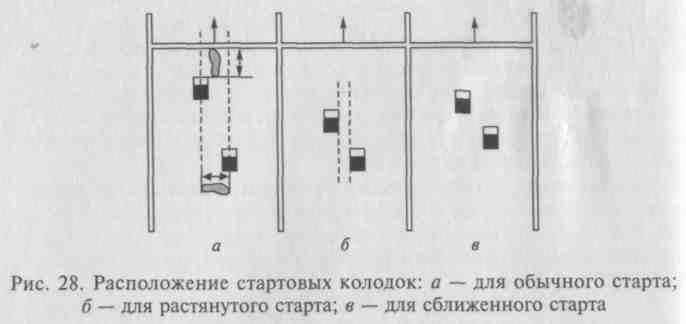 а б в
Рис. 28. Расположение стартовых колодок: а — для обычного старта;
б — для растянутого старта; в — для сближенного старта